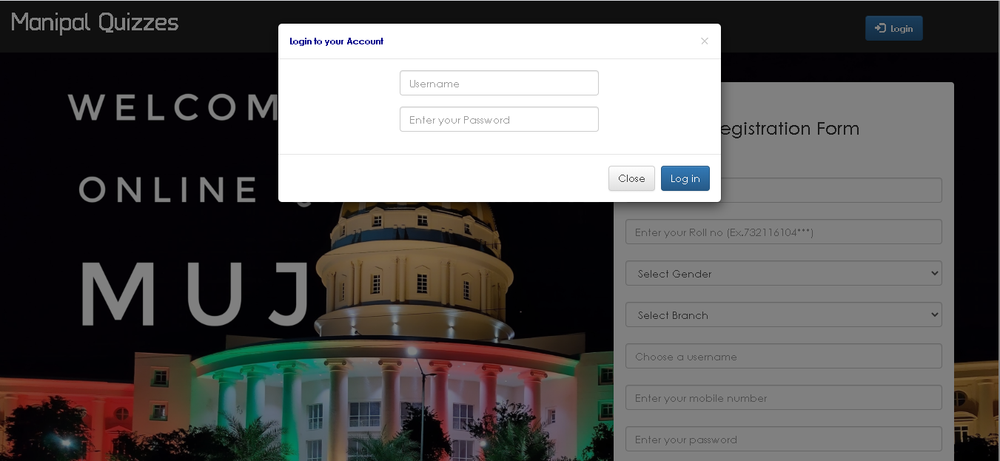 Manipal Quizzes
Login
Login to your Account
×
Username
Enter your Password
Close
Log in
WELCOM
ONLINE
MUJ
egistration Form
Enter your Roll no (Ex.732116104***)
Select Gender
Select Branch
Choose a username
Enter your mobile number
Enter your password